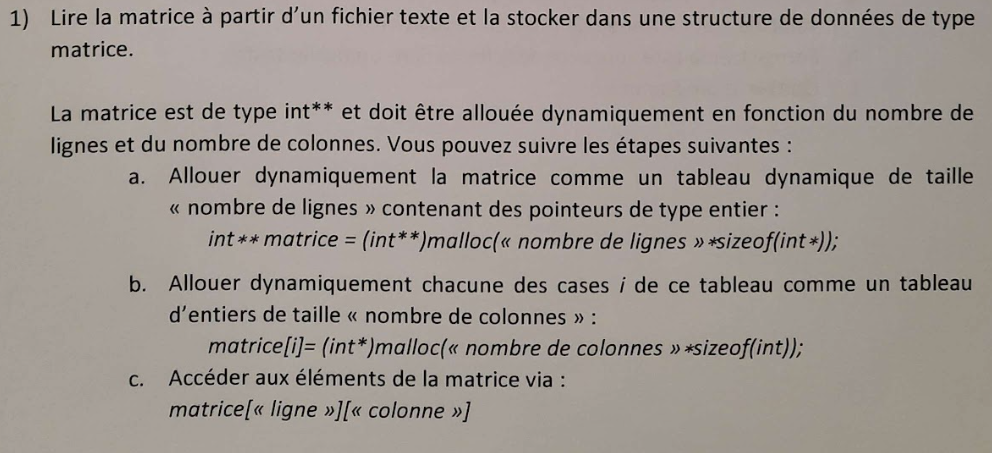 1) Lire la matrice à partir d’un fichier texte et la stocker dans une structure de données de type
matrice.
La matrice est de type int** et doit être allouée dynamiquement en fonction du nombre de
lignes et du nombre de colonnes. Vous pouvez suivre les étapes suivantes :
a. Allouer dynamiquement la matrice comme un tableau dynamique de taille
« nombre de lignes » contenant des pointeurs de type entier :
int ** matrice = (int**)malloc(« nombre de lignes » *sizeof(int *));
b. Allouer dynamiquement chacune des cases i de ce tableau comme un tableau
d’entiers de taille « nombre de colonnes » :
matrice[i]= (int*)malloc(« nombre de colonnes » *sizeof(int));
c. Accéder aux éléments de la matrice via :
matrice[« ligne »][« colonne »]